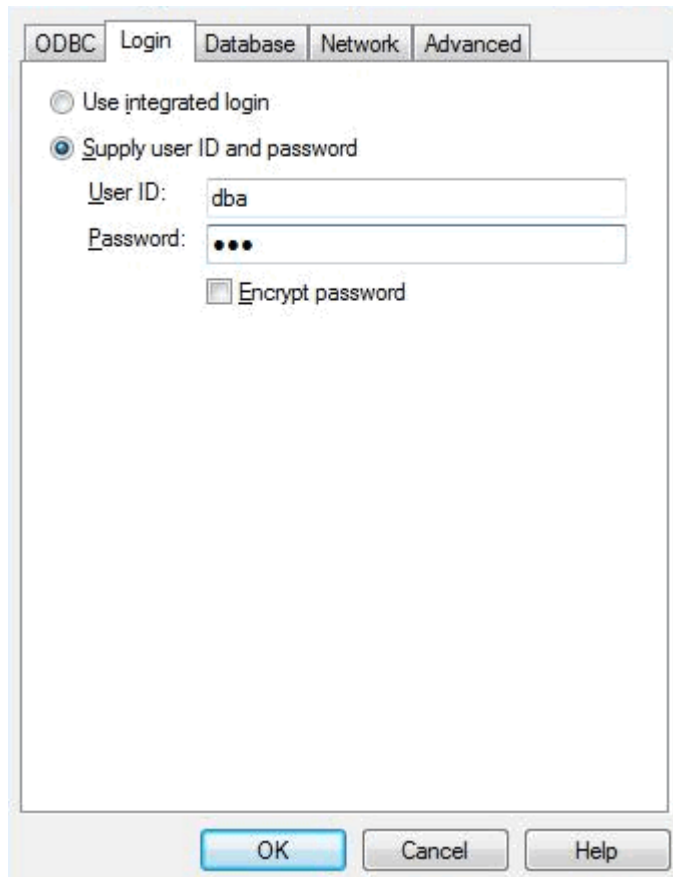 ODBC Login Database Network Advanced
Use integrated login
Supply user ID and password
User ID: dba
Password: ●●●
Encrypt password
OK Cancel Help